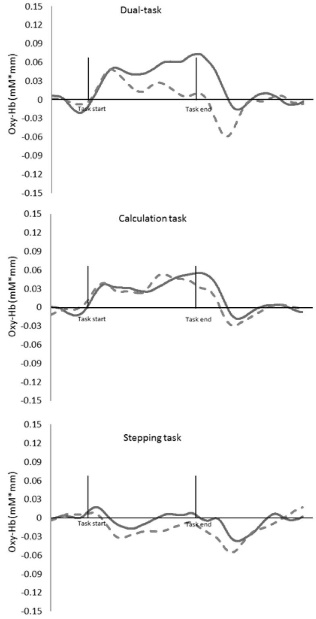 Dual-task
0.15
0.12
0.09
0.06
0.03
0
-0.03
-0.06
-0.09
-0.12
-0.15
Oxy-Hb(mM*mm)
Task start
Task end
Calculation task
0.15
0.12
0.09
0.06
0.03
0
-0.03
-0.06
-0.09
-0.12
-0.15
Oxy-Hb(mM*mm)
Task start
Task end
Stepping task
0.15
0.12
0.09
0.06
0.03
0
-0.03
-0.06
-0.09
-0.12
-0.15
Oxy-Hb(mM*mm)
Task start
Task end